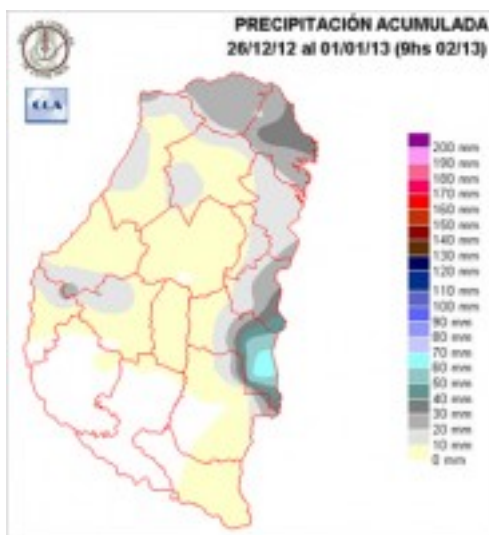 PRECIPITACIÓN ACUMULADA
26/12/12 al 01/01/13 (9hs 02/13)
200 mm
190 mm
180 mm
170 mm
160 mm
150 mm
140 mm
130 mm
120 mm
110 mm
100 mm
90 mm
80 mm
70 mm
60 mm
50 mm
40 mm
30 mm
20 mm
10 mm
0 mm